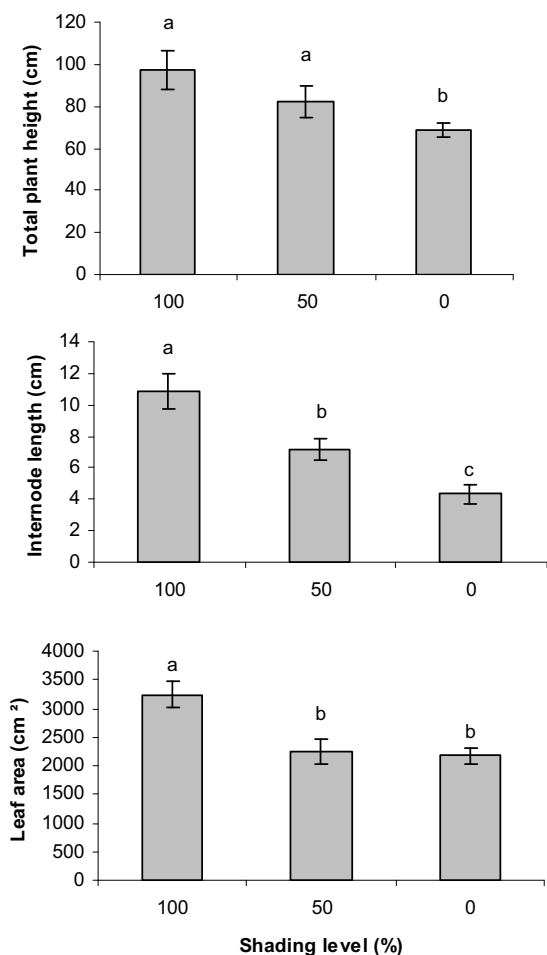 Total plant height (cm)
120
100
80
60
40
20
0
a
a
b
100 50 0
Internode length (cm)
14
12
10
8
6
4
2
0
a
b
c
100 50 0
Leaf area (cm ²)
4000
3500
3000
2500
2000
1500
1000
500
0
a
b
b
100 50 0
Shading level (%)